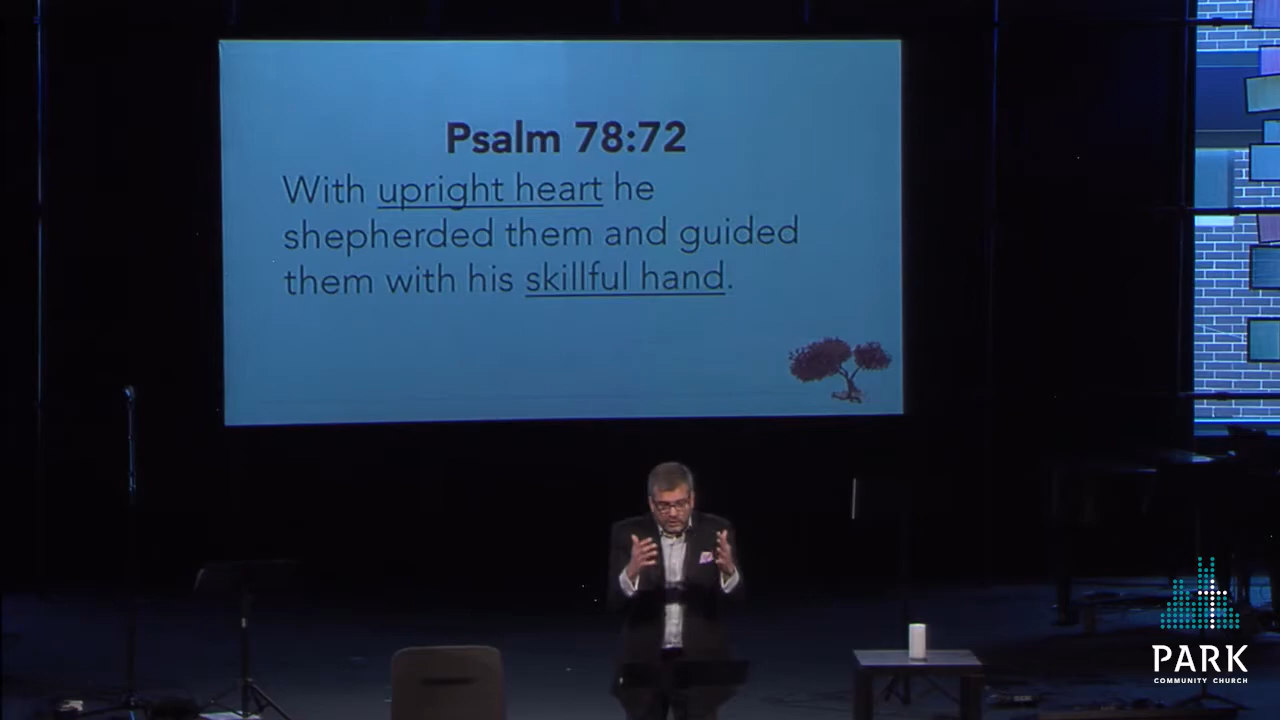 Psalm 78:72
With upright heart he
shepherded them and guided
them with his skillful hand.
PARK
COMMUNITY CHURCH